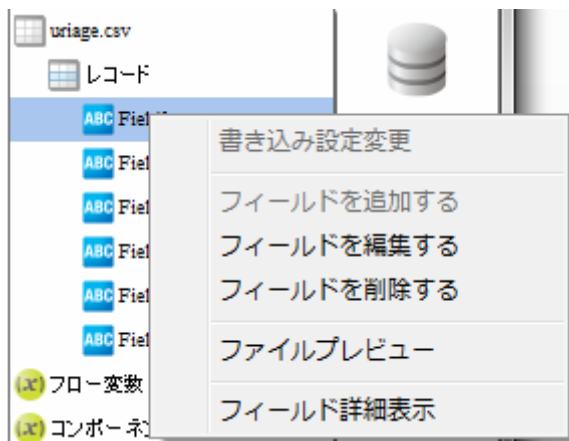 uriage.csv
レコード
ABC
書き込み設定変更
ABC
フィールドを追加する
ABC
フィールドを編集する
ABC
フィールドを削除する
ABC
ファイルプレビュー
ABC
(x) フロー変数
フィールド詳細表示
(x)